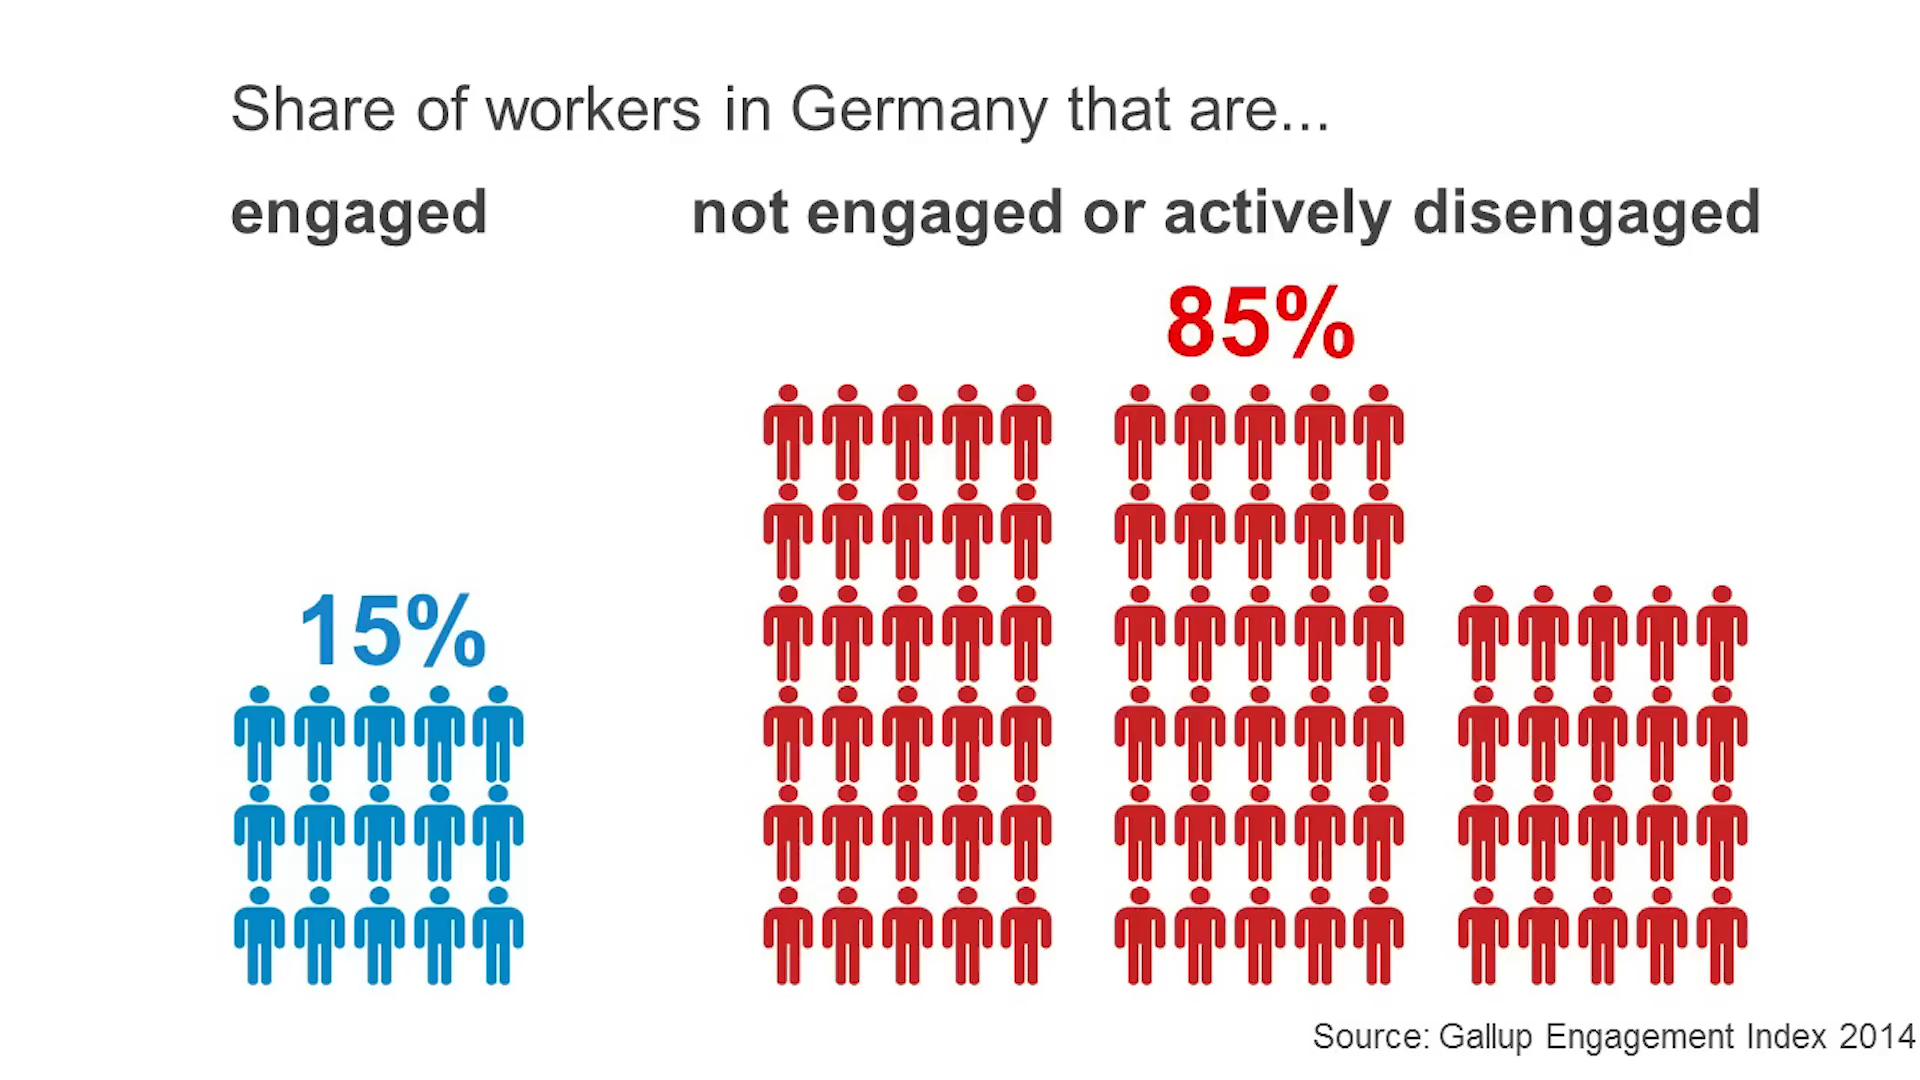 Share of workers in Germany that are...
engaged
not engaged or actively disengaged
85%
15%
Source: Gallup Engagement Index 2014